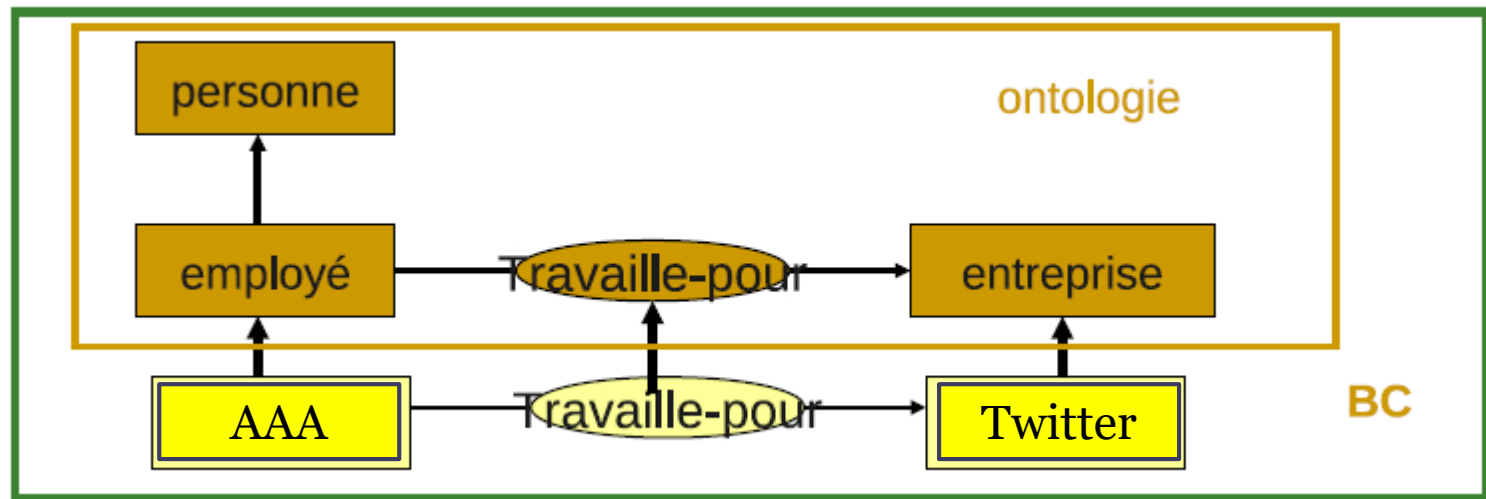 personne
ontologie
employé
Travaille-pour
entreprise
AAA
Travaille-pour
Twitter
BC